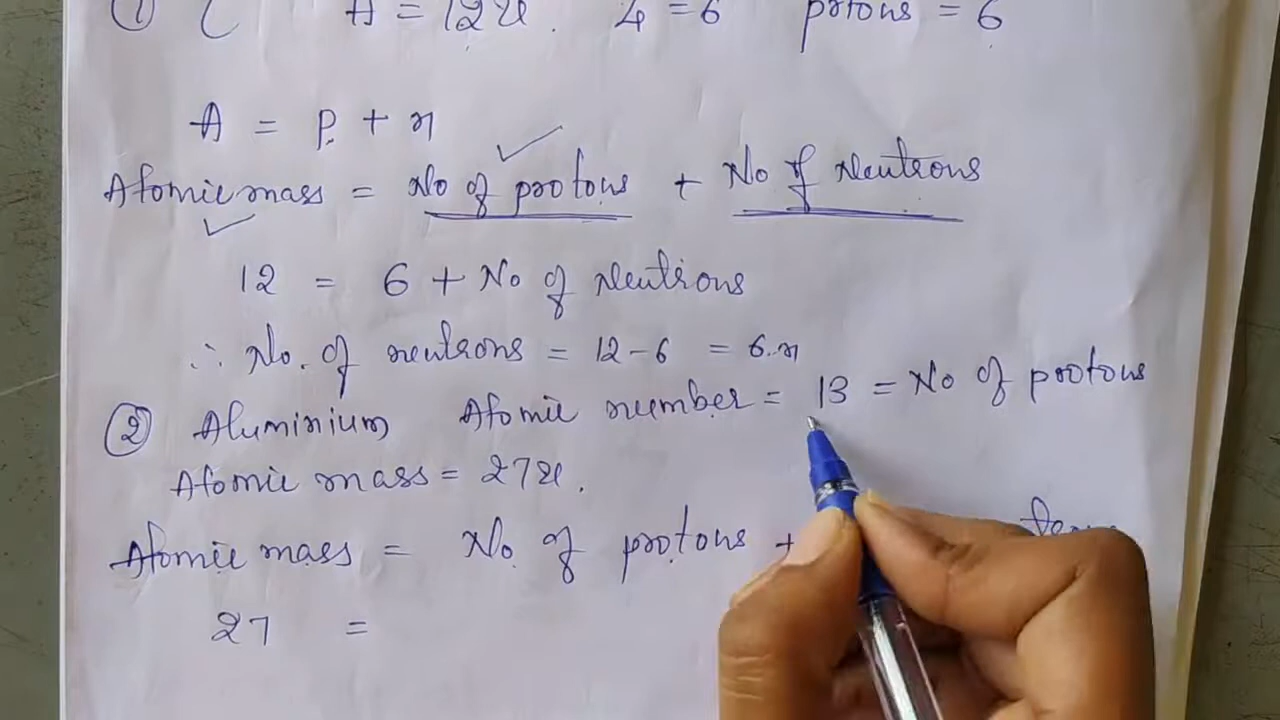 ① C A = 12u. Z = 6 protons = 6
A = P + n
Atomic mass = No of protons + No of Neutrons
12 = 6 + No of Neutrons
∴ No. of neutrons = 12 - 6 = 6.n
② Aluminium Atomic number = 13 = No of protons
Atomic mass = 27u.
Atomic mass = No. of protons +
27 =